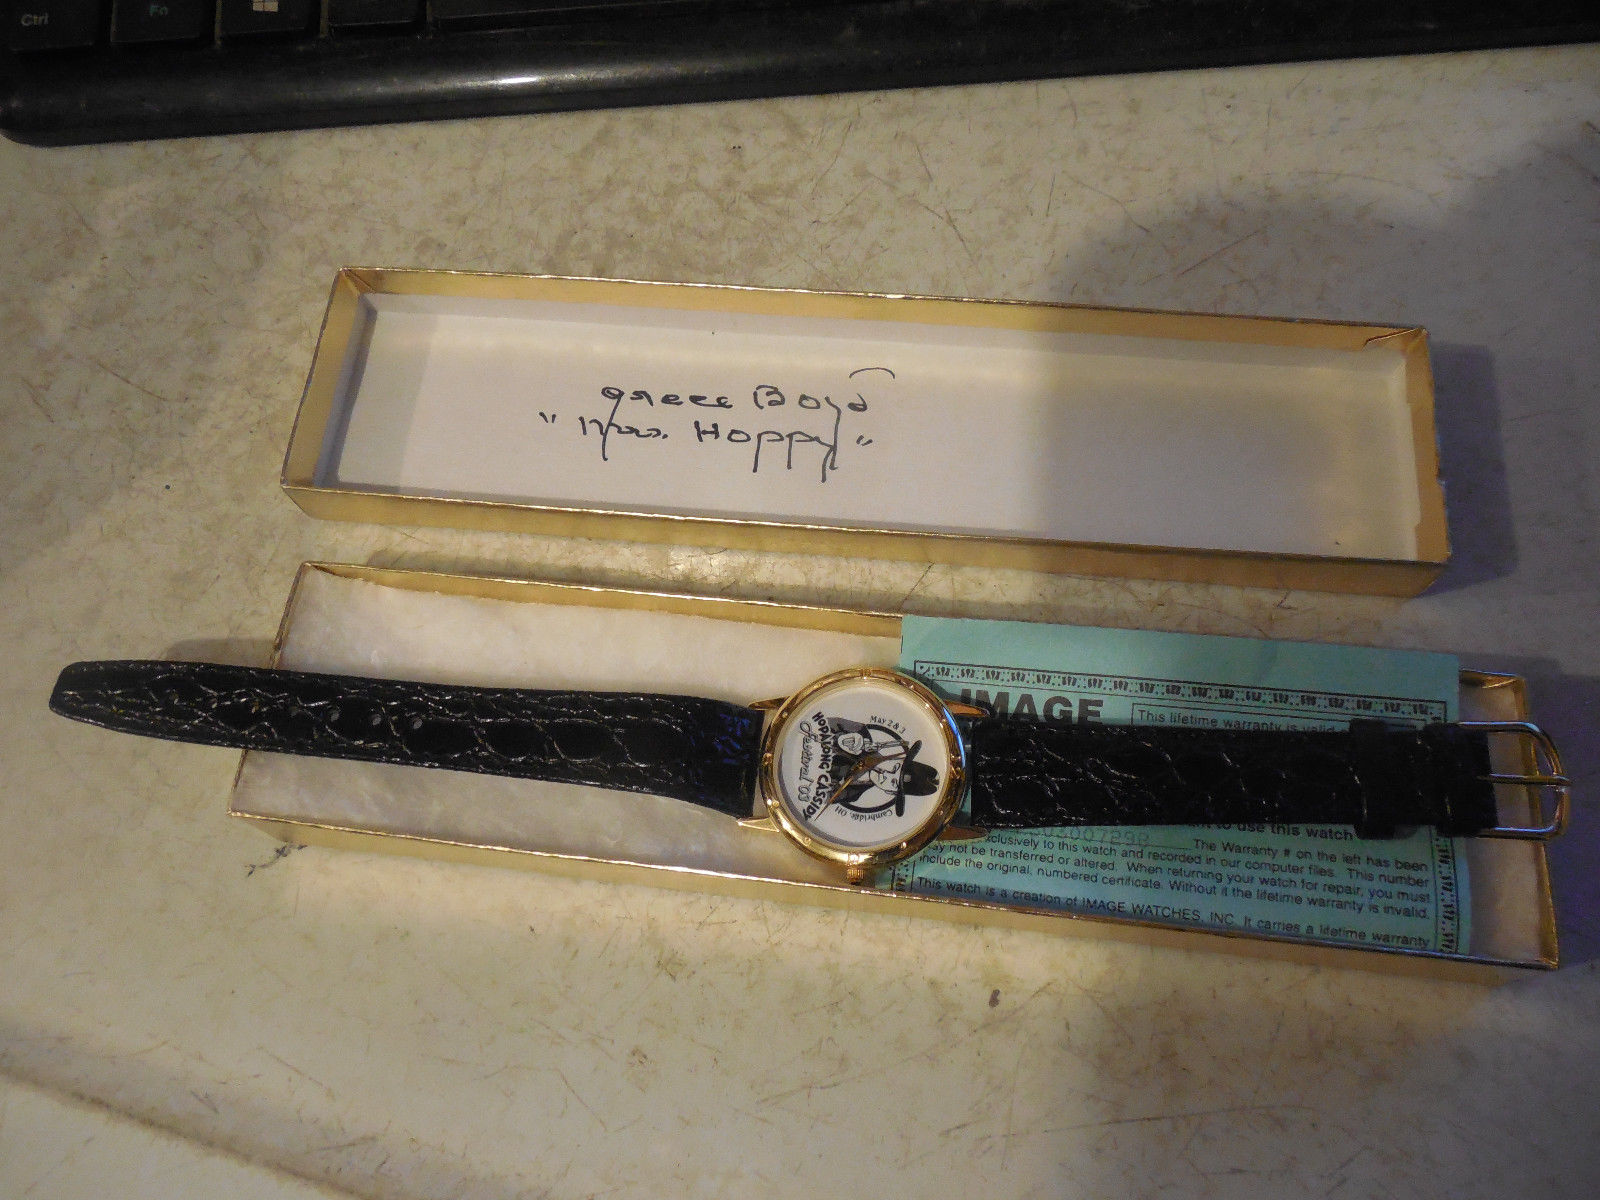 Ctrl
Fn
Grace Boyd
"Mrs. Hoppy"
May 2 & 3
HOPALONG CASSIDY
Festival '03
Cambridge, OH
IMAGE
This lifetime warranty is valid
to use this watch
The Warranty # on the left has been
exclusively to this watch and recorded in our computer files. This number
may not be transferred or altered. When returning your watch for repair, you must
include the original, numbered certificate. Without it the lifetime warranty is invalid.
This watch is a creation of IMAGE WATCHES, INC. It carries a lifetime warranty